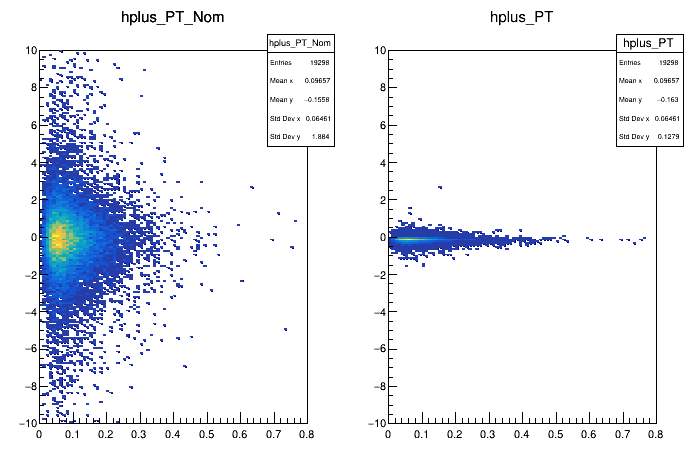 hplus_PT_Nom
hplus_PT_Nom
Entries 19298
Mean x 0.09657
Mean y −0.1558
Std Dev x 0.06461
Std Dev y 1.884
10
8
6
4
2
0
−2
−4
−6
−8
−10
0 0.1 0.2 0.3 0.4 0.5 0.6 0.7 0.8
hplus_PT
hplus_PT
Entries 19298
Mean x 0.09657
Mean y −0.163
Std Dev x 0.06461
Std Dev y 0.1279
10
8
6
4
2
0
−2
−4
−6
−8
−10
0 0.1 0.2 0.3 0.4 0.5 0.6 0.7 0.8